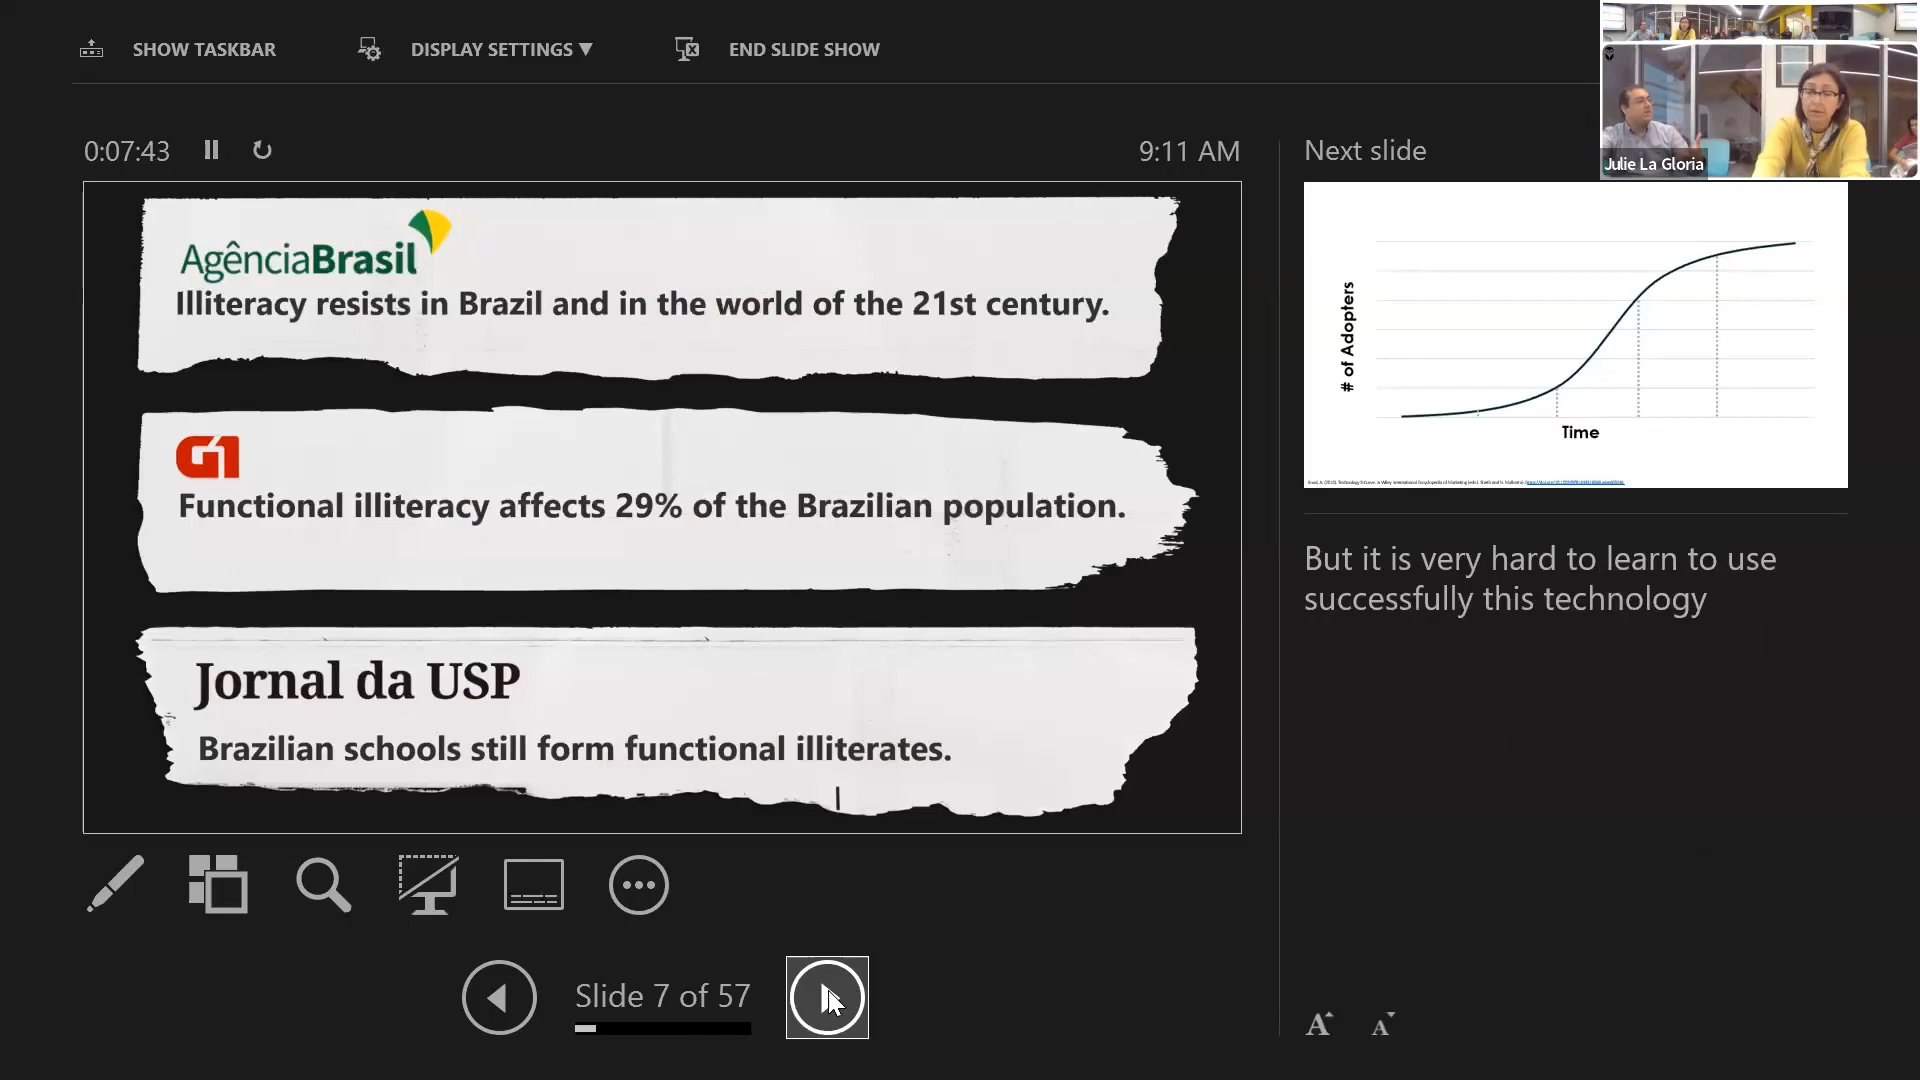 SHOW TASKBAR
DISPLAY SETTINGS ▼
END SLIDE SHOW
Julie La Gloria
0:07:43
9:11 AM
Next slide
AgênciaBrasil
Illiteracy resists in Brazil and in the world of the 21st century.
G1
Functional illiteracy affects 29% of the Brazilian population.
Jornal da USP
Brazilian schools still form functional illiterates.
# of Adopters
Time
But it is very hard to learn to use
successfully this technology
Slide 7 of 57
A
A